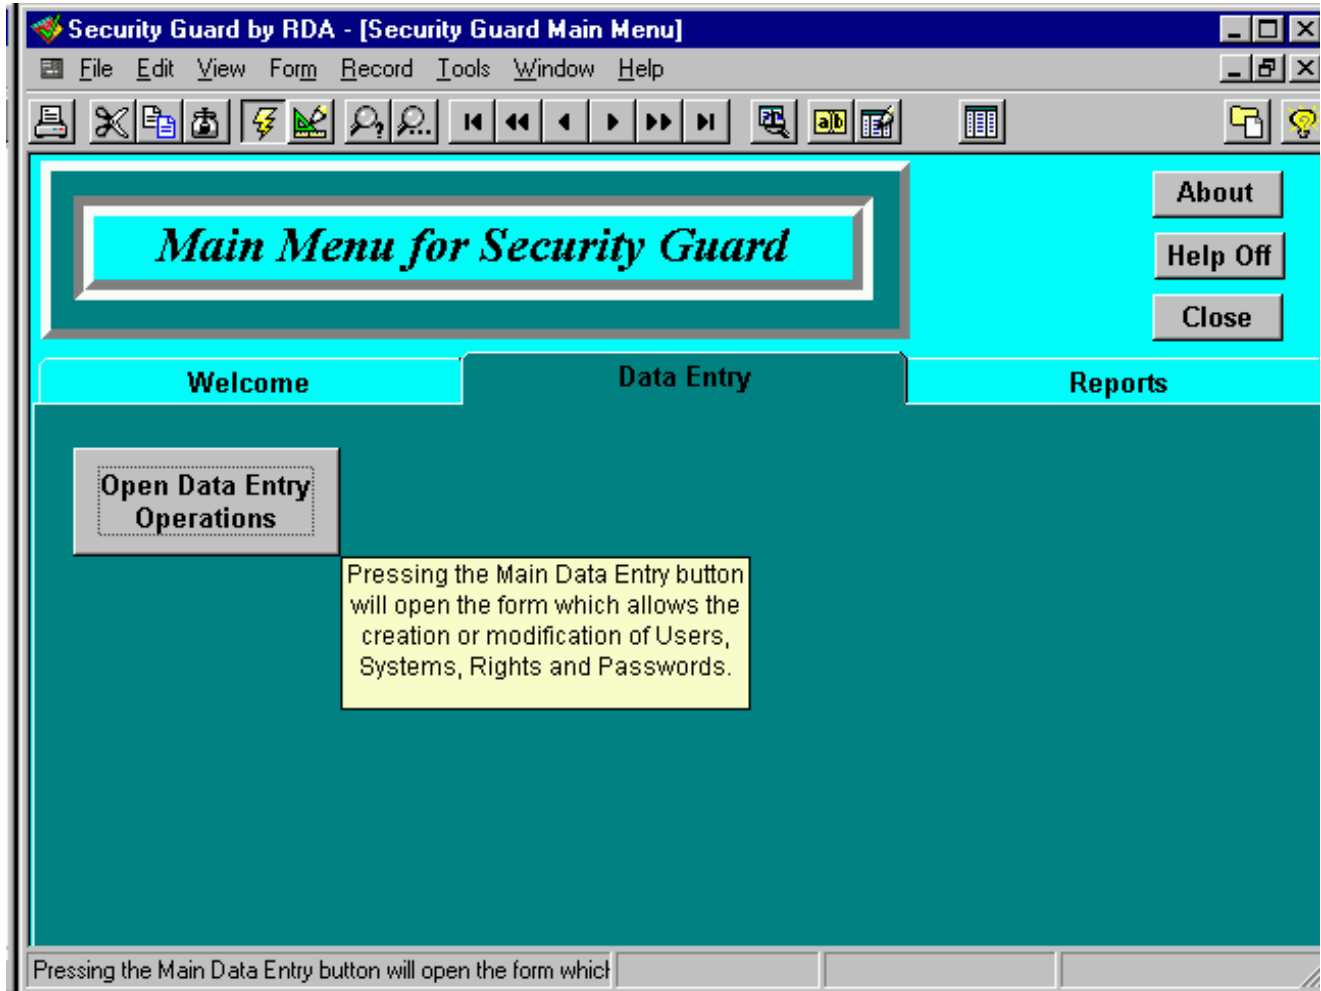 Security Guard by RDA - [Security Guard Main Menu]
File Edit View Form Record Tools Window Help
Main Menu for Security Guard
About
Help Off
Close
Welcome
Data Entry
Reports
Open Data Entry
Operations
Pressing the Main Data Entry button
will open the form which allows the
creation or modification of Users,
Systems, Rights and Passwords.
Pressing the Main Data Entry button will open the form which